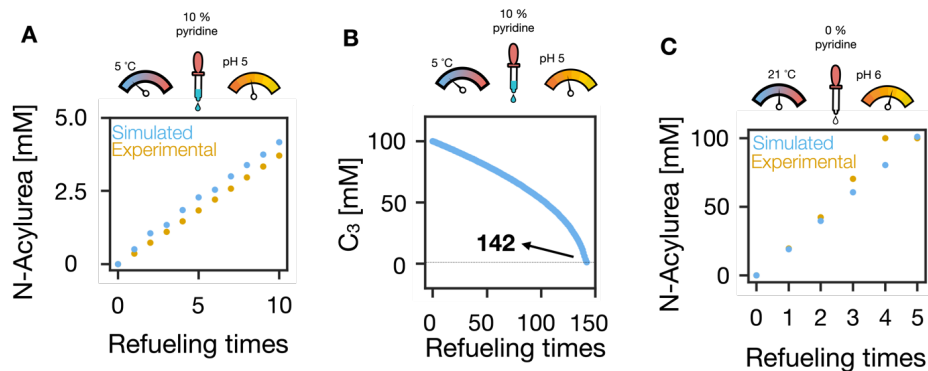 A
10 %
pyridine
5 °C
pH 5
N-Acylurea [mM]
5.0
2.5
0
Simulated
Experimental
0
5
10
Refueling times
B
10 %
pyridine
5 °C
pH 5
C₃ [mM]
100
50
0
142
0
50
100
150
Refueling times
C
0 %
pyridine
21 °C
pH 6
N-Acylurea [mM]
100
50
0
Simulated
Experimental
0
1
2
3
4
5
Refueling times